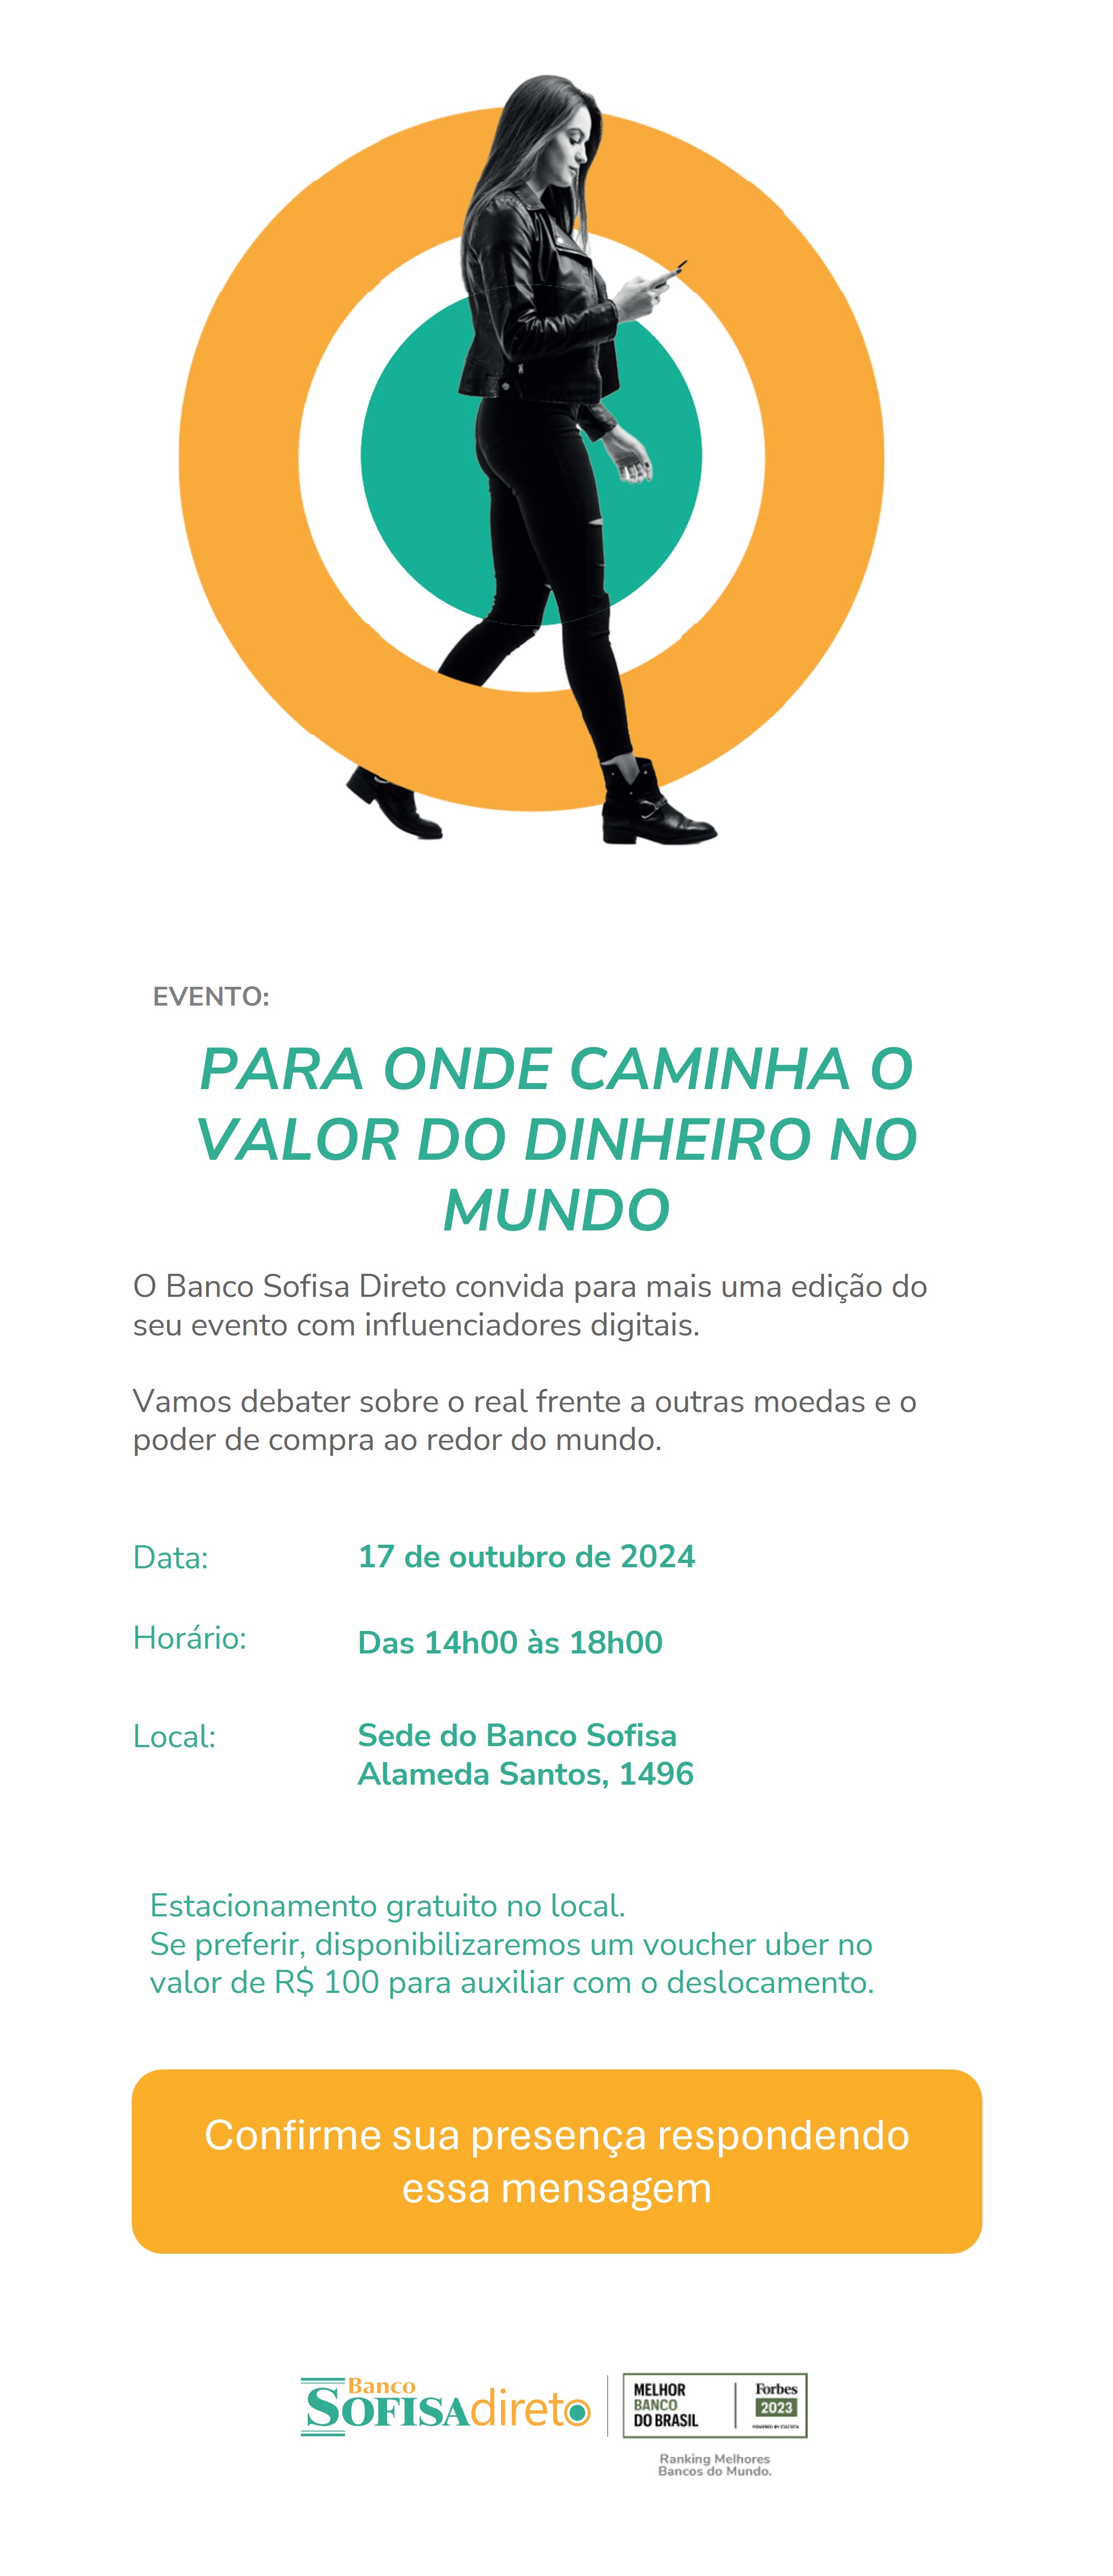 EVENTO:
PARA ONDE CAMINHA O
VALOR DO DINHEIRO NO
MUNDO
O Banco Sofisa Direto convida para mais uma edição do
seu evento com influenciadores digitais.
Vamos debater sobre o real frente a outras moedas e o
poder de compra ao redor do mundo.
Data: 17 de outubro de 2024
Horário: Das 14h00 às 18h00
Local: Sede do Banco Sofisa
Alameda Santos, 1496
Estacionamento gratuito no local.
Se preferir, disponibilizaremos um voucher uber no
valor de R$ 100 para auxiliar com o deslocamento.
Confirme sua presença respondendo
essa mensagem
Banco
SOFISAdireto
MELHOR
BANCO
DO BRASIL
Forbes
2023
POWERED BY STATISTA
Ranking Melhores
Bancos do Mundo.